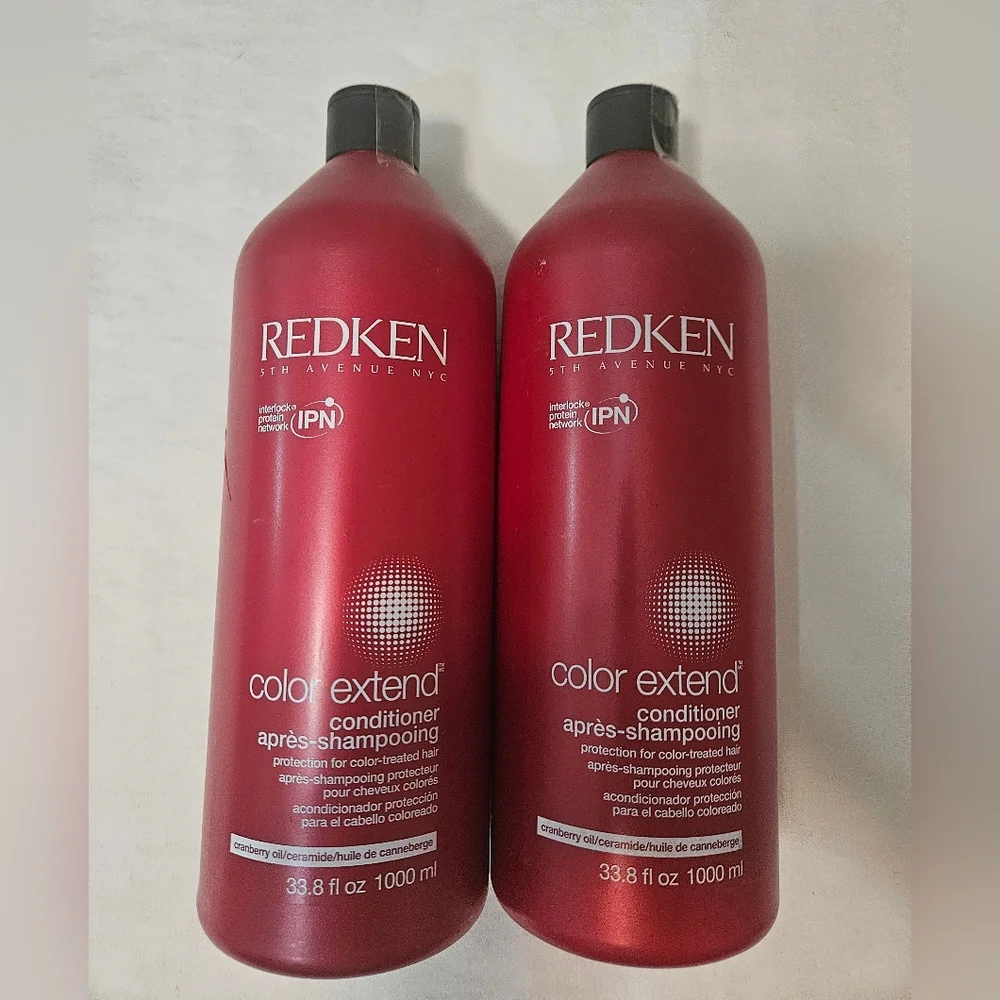 REDKEN
5TH AVENUE NYC
interlock®
protein
network
IPN
color extend™
conditioner
après-shampooing
protection for color-treated hair
après-shampooing protecteur
pour cheveux colorés
acondicionador protección
para el cabello coloreado
cranberry oil/ceramide/huile de canneberge
33.8 fl oz 1000 ml
REDKEN
5TH AVENUE NYC
interlock®
protein
network
IPN
color extend™
conditioner
après-shampooing
protection for color-treated hair
après-shampooing protecteur
pour cheveux colorés
acondicionador protección
para el cabello coloreado
cranberry oil/ceramide/huile de canneberge
33.8 fl oz 1000 ml